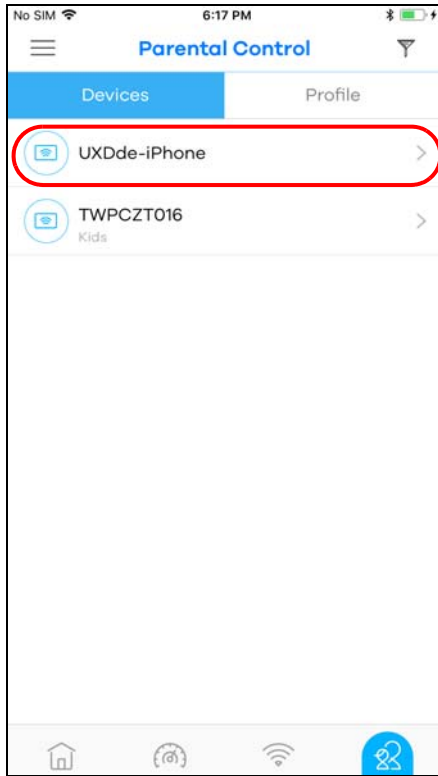 No SIM 6:17 PM
Parental Control
Devices Profile
UXDde-iPhone
TWPCZT016
Kids